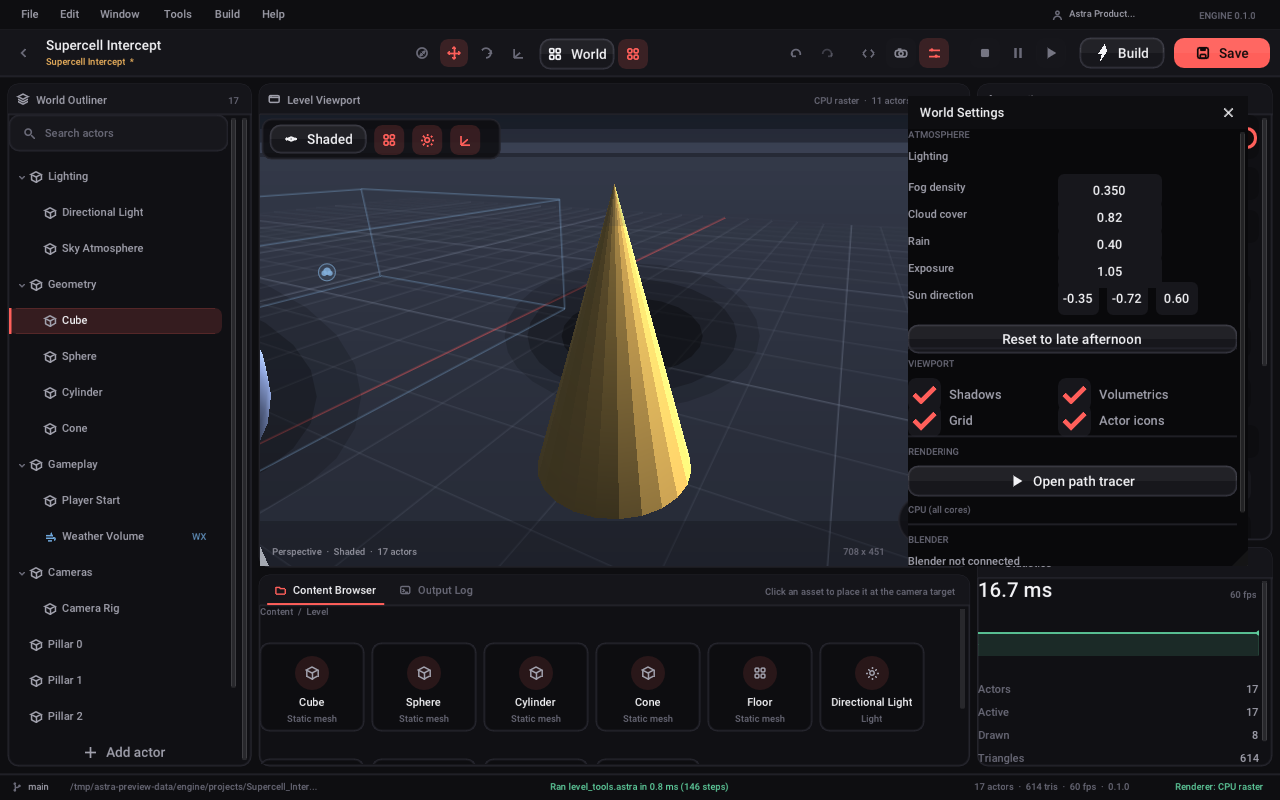 File Edit Window Tools Build Help
Astra Product...
ENGINE 0.1.0
Supercell Intercept
Supercell Intercept *
World
Build
Save
World Outliner
17
Search actors
Lighting
Directional Light
Sky Atmosphere
Geometry
Cube
Sphere
Cylinder
Cone
Gameplay
Player Start
Weather Volume WX
Cameras
Camera Rig
Pillar 0
Pillar 1
Pillar 2
Add actor
Level Viewport
CPU raster · 11 actors
Shaded
Perspective · Shaded · 17 actors
708 x 451
World Settings
ATMOSPHERE
Lighting
Fog density 0.350
Cloud cover 0.82
Rain 0.40
Exposure 1.05
Sun direction -0.35 -0.72 0.60
Reset to late afternoon
VIEWPORT
Shadows Volumetrics
Grid Actor icons
RENDERING
Open path tracer
CPU (all cores)
BLENDER
Blender not connected
Content Browser
Output Log
Click an asset to place it at the camera target
Content / Level
Cube
Static mesh
Sphere
Static mesh
Cylinder
Static mesh
Cone
Static mesh
Floor
Static mesh
Directional Light
Light
16.7 ms
60 fps
Actors 17
Active 17
Drawn 8
Triangles 614
main
/tmp/astra-preview-data/engine/projects/Supercell_Inter...
Ran level_tools.astra in 0.8 ms (146 steps)
17 actors · 614 tris · 60 fps · 0.1.0
Renderer: CPU raster